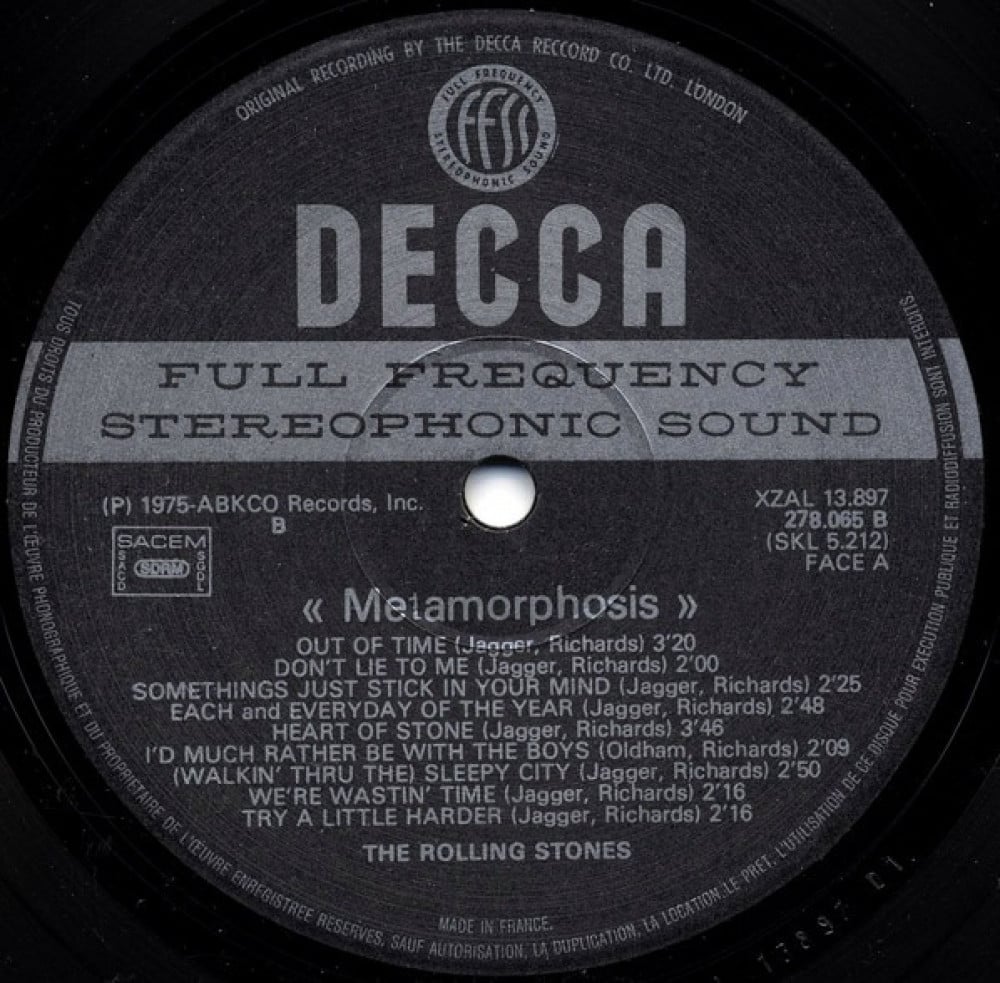 ORIGINAL RECORDING BY THE DECCA RECCORD CO. LTD. LONDON
FULL FREQUENCY
FFSS
STEREOPHONIC SOUND
DECCA
FULL FREQUENCY
STEREOPHONIC SOUND
(P) 1975-ABKCO Records, Inc.
B
SACEM
SACD
SDRM
SGDL
XZAL 13.897
278.065 B
(SKL 5.212)
FACE A
« Metamorphosis »
OUT OF TIME (Jagger, Richards) 3'20
DON'T LIE TO ME (Jagger, Richards) 2'00
SOMETHINGS JUST STICK IN YOUR MIND (Jagger, Richards) 2'25
EACH and EVERYDAY OF THE YEAR (Jagger, Richards) 2'48
HEART OF STONE (Jagger, Richards) 3'46
I'D MUCH RATHER BE WITH THE BOYS (Oldham, Richards) 2'09
(WALKIN' THRU THE) SLEEPY CITY (Jagger, Richards) 2'50
WE'RE WASTIN' TIME (Jagger, Richards) 2'16
TRY A LITTLE HARDER (Jagger, Richards) 2'16
THE ROLLING STONES
MADE IN FRANCE.
TOUS DROITS DU PRODUCTEUR DE L'ŒUVRE PHONOGRAPHIQUE ET DU PROPRIETAIRE DE L'ŒUVRE ENREGISTREE RESERVES, SAUF AUTORISATION, LA DUPLICATION, LA LOCATION, LE PRET, L'UTILISATION DE CE DISQUE POUR EXECUTION PUBLIQUE ET RADIODIFFUSION SONT INTERDITS.